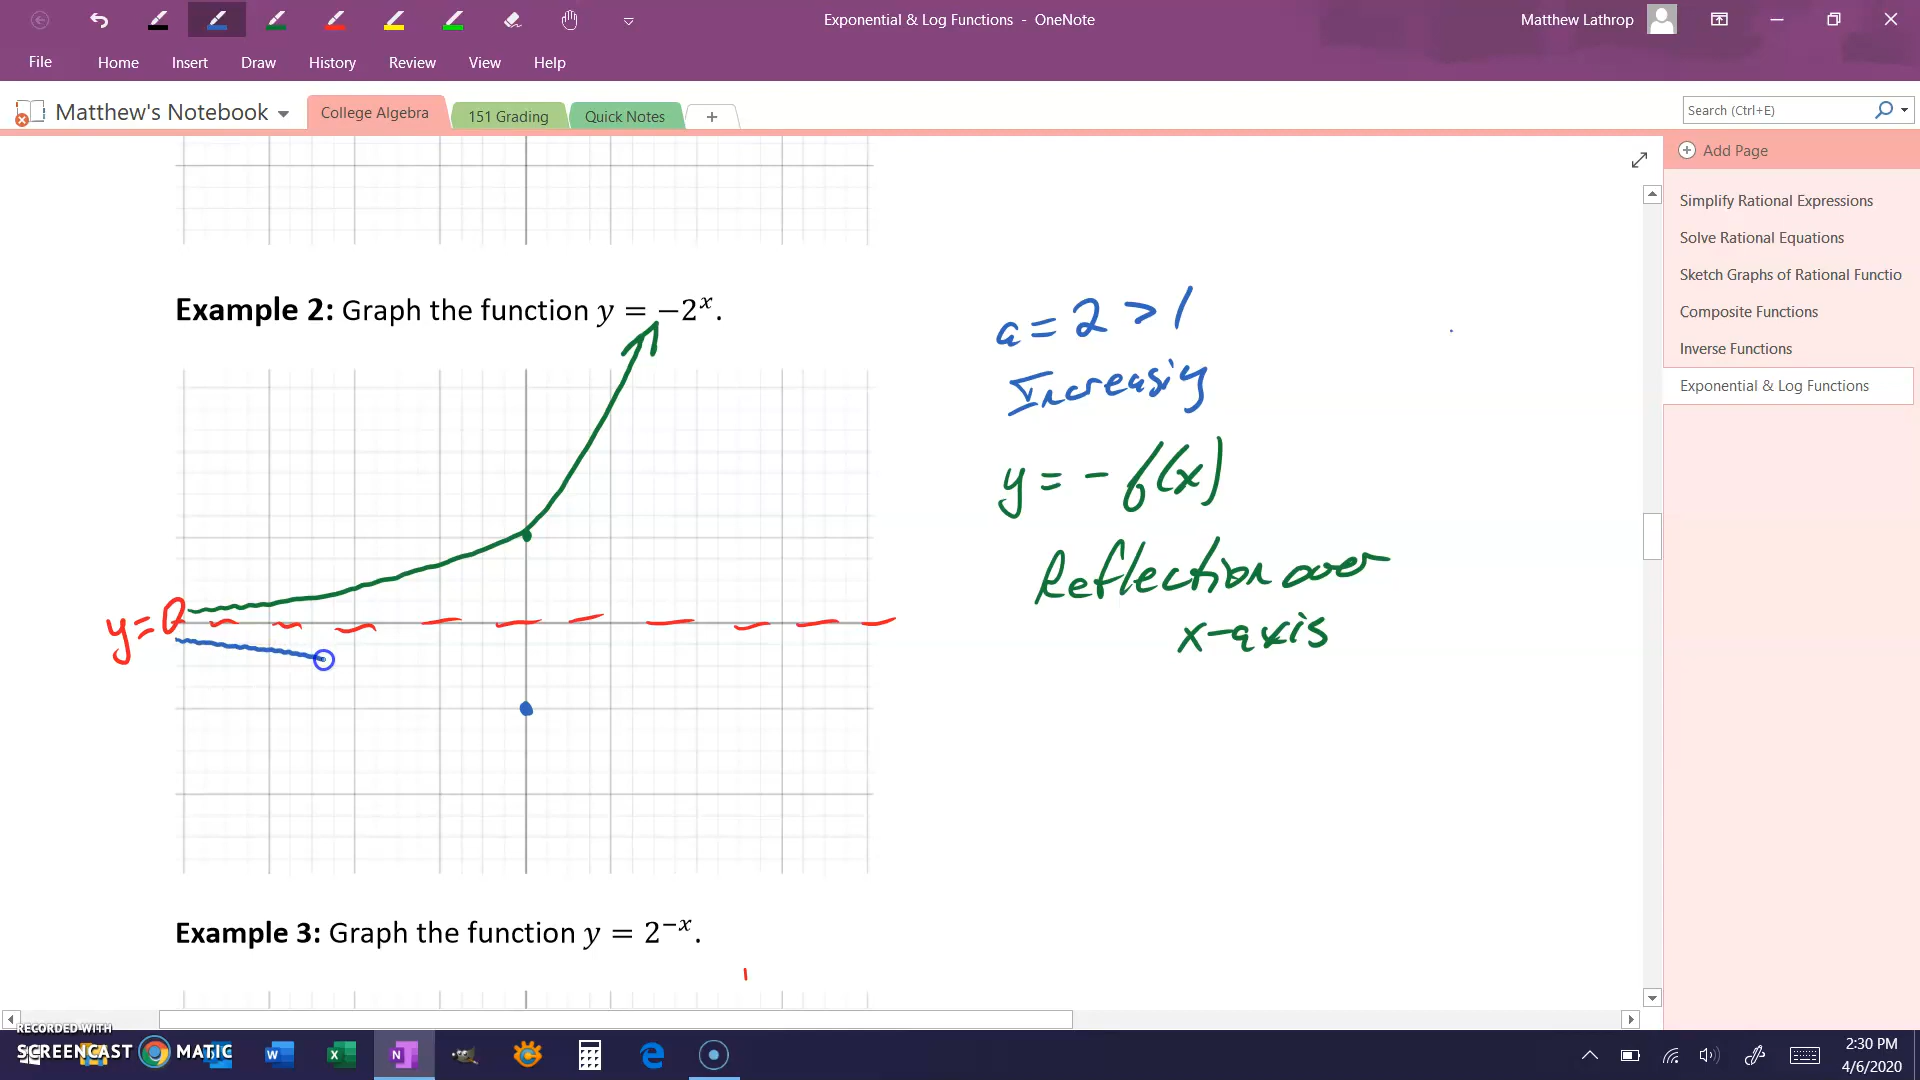 Exponential & Log Functions - OneNote
Matthew Lathrop
File Home Insert Draw History Review View Help
Matthew's Notebook
College Algebra
151 Grading
Quick Notes
Search (Ctrl+E)
Add Page
Simplify Rational Expressions
Solve Rational Equations
Sketch Graphs of Rational Functio
Composite Functions
Inverse Functions
Exponential & Log Functions
Example 2: Graph the function y = −2^x.
a = 2 > 1
Increasing
y = - f(x)
Reflection over
x-axis
y=0
Example 3: Graph the function y = 2^{−x}.
RECORDED WITH
SCREENCAST MATIC
2:30 PM
4/6/2020